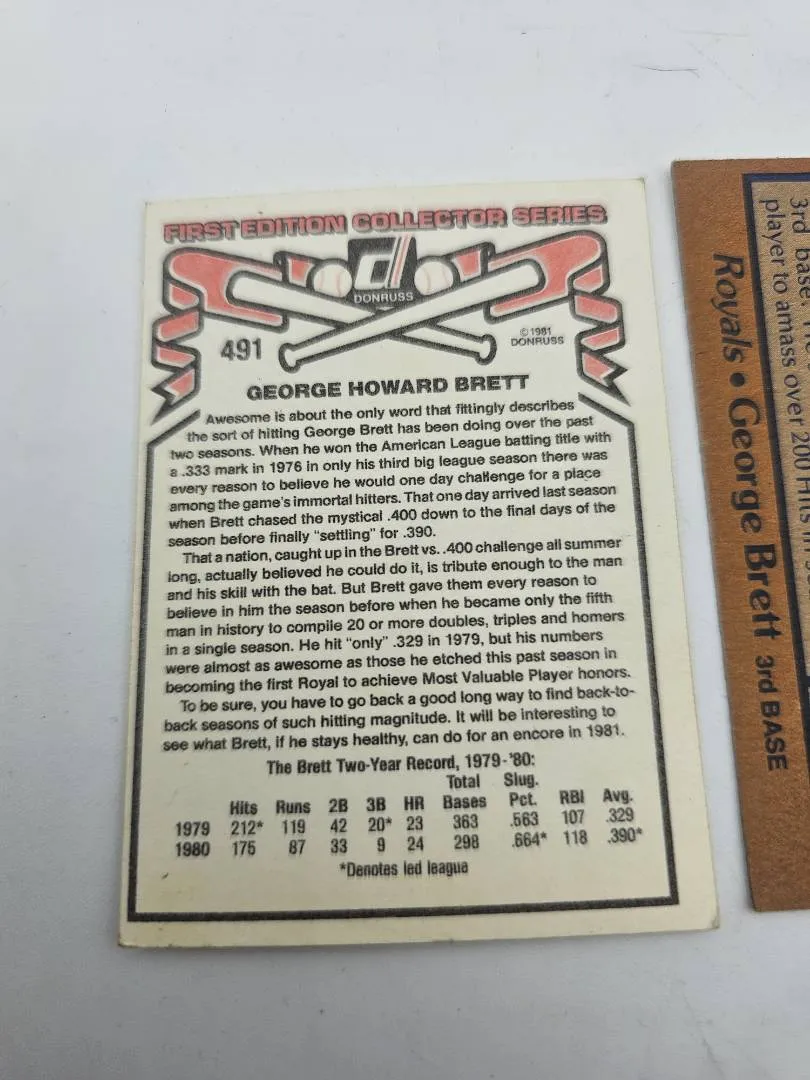 FIRST EDITION COLLECTOR SERIES
d
DONRUSS
491
© 1981
DONRUSS
GEORGE HOWARD BRETT
Awesome is about the only word that fittingly describes
the sort of hitting George Brett has been doing over the past
two seasons. When he won the American League batting title with
a .333 mark in 1976 in only his third big league season there was
every reason to believe he would one day challenge for a place
among the game's immortal hitters. That one day arrived last season
when Brett chased the mystical .400 down to the final days of the
season before finally "settling" for .390.
That a nation, caught up in the Brett vs. .400 challenge all summer
long, actually believed he could do it, is tribute enough to the man
and his skill with the bat. But Brett gave them every reason to
believe in him the season before when he became only the fifth
man in history to compile 20 or more doubles, triples and homers
in a single season. He hit "only" .329 in 1979, but his numbers
were almost as awesome as those he etched this past season in
becoming the first Royal to achieve Most Valuable Player honors.
To be sure, you have to go back a good long way to find back-to-
back seasons of such hitting magnitude. It will be interesting to
see what Brett, if he stays healthy, can do for an encore in 1981.
The Brett Two-Year Record, 1979-'80:
Total Slug.
Hits Runs 2B 3B HR Bases Pct. RBI Avg.
1979 212* 119 42 20* 23 363 .563 107 .329
1980 175 87 33 9 24 298 .664* 118 .390*
*Denotes led league
3rd base
player to amass over 200 Hits in
Royals • George Brett 3rd BASE